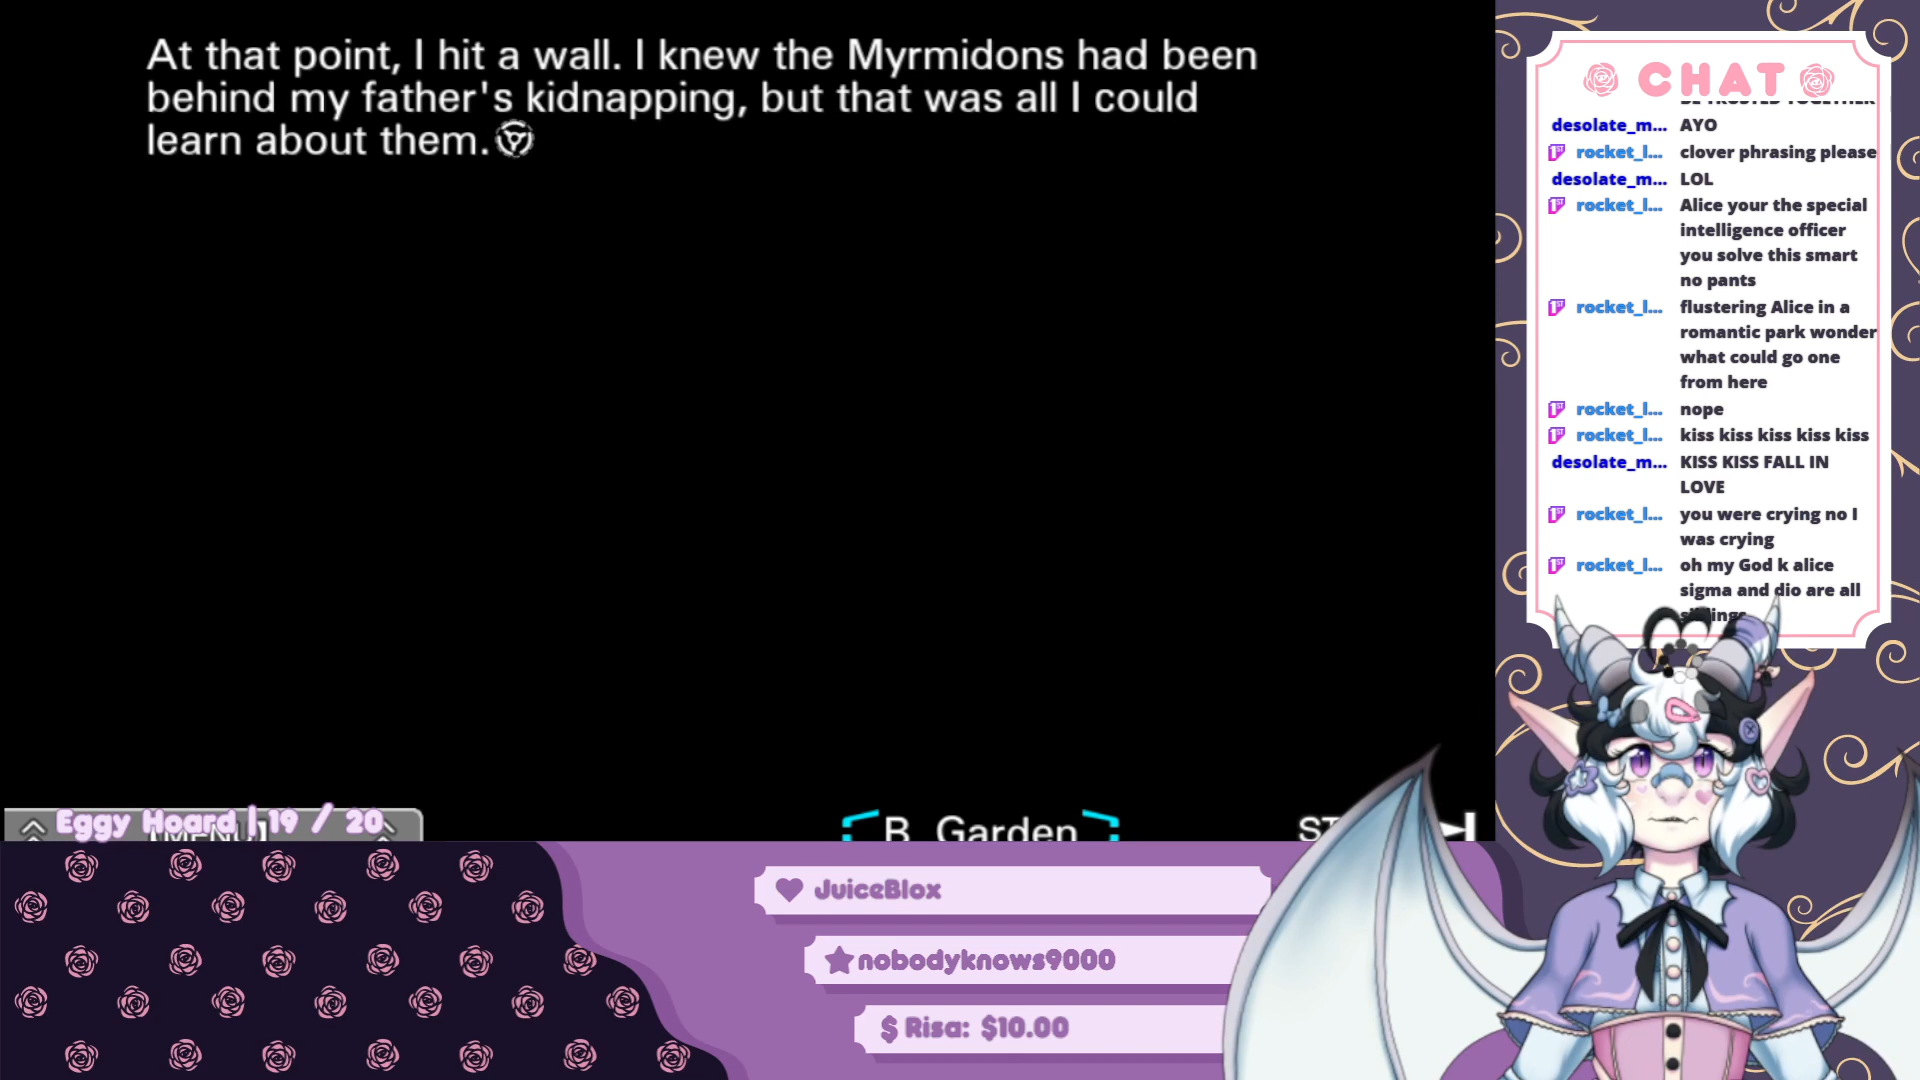 At that point, I hit a wall. I knew the Myrmidons had been
behind my father's kidnapping, but that was all I could
learn about them.
CHAT
BE TRUSTED TOGETHER
desolate_m... AYO
rocket_l... clover phrasing please
desolate_m... LOL
rocket_l... Alice your the special
intelligence officer
you solve this smart
no pants
rocket_l... flustering Alice in a
romantic park wonder
what could go one
from here
rocket_l... nope
rocket_l... kiss kiss kiss kiss kiss
desolate_m... KISS KISS FALL IN
LOVE
rocket_l... you were crying no I
was crying
rocket_l... oh my God k alice
sigma and dio are all
siblings
Eggy Hoard | 19 / 20
[MENU]
B. Garden
JuiceBlox
nobodyknows9000
$ Risa: $10.00